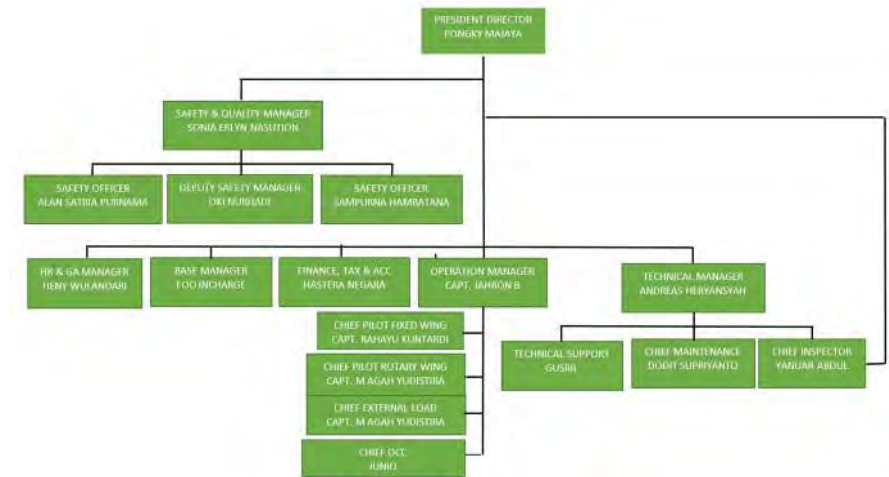 PRESIDENT DIRECTOR
PONGKY MAJAYA
SAFETY & QUALITY MANAGER
SONIA ERLYN NASUTION
SAFETY OFFICER
ALAN SATRIA PURNAMA
DEPUTY SAFETY MANAGER
OKI NURHADI
SAFETY OFFICER
SAMPURNA HAMBATANA
HR & GA MANAGER
HENY WULANDARI
BASE MANAGER
FOO INCHARGE
FINANCE, TAX & ACC
HASTERA NEGARA
OPERATION MANAGER
CAPT. JAHRON B
TECHNICAL MANAGER
ANDREAS HERYANSYAH
CHIEF PILOT FIXED WING
CAPT. RAHAYU KUNTARDI
CHIEF PILOT ROTARY WING
CAPT. M AGAH YUDISTIRA
CHIEF EXTERNAL LOAD
CAPT. M AGAH YUDISTIRA
CHIEF OCC
JUNIO
TECHNICAL SUPPORT
CHIEF MAINTENANCE
DODIT SUPRIYANTO
CHIEF INSPECTOR
YANUAR ABDUL